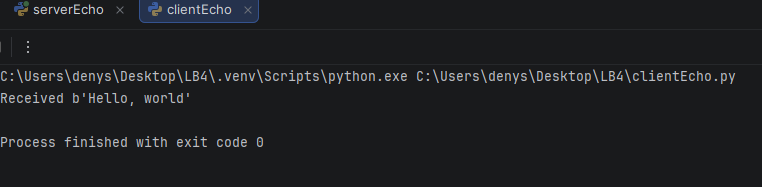 serverEcho × clientEcho ×
C:\Users\denys\Desktop\LB4\.venv\Scripts\python.exe C:\Users\denys\Desktop\LB4\clientEcho.py
Received b'Hello, world'
Process finished with exit code 0